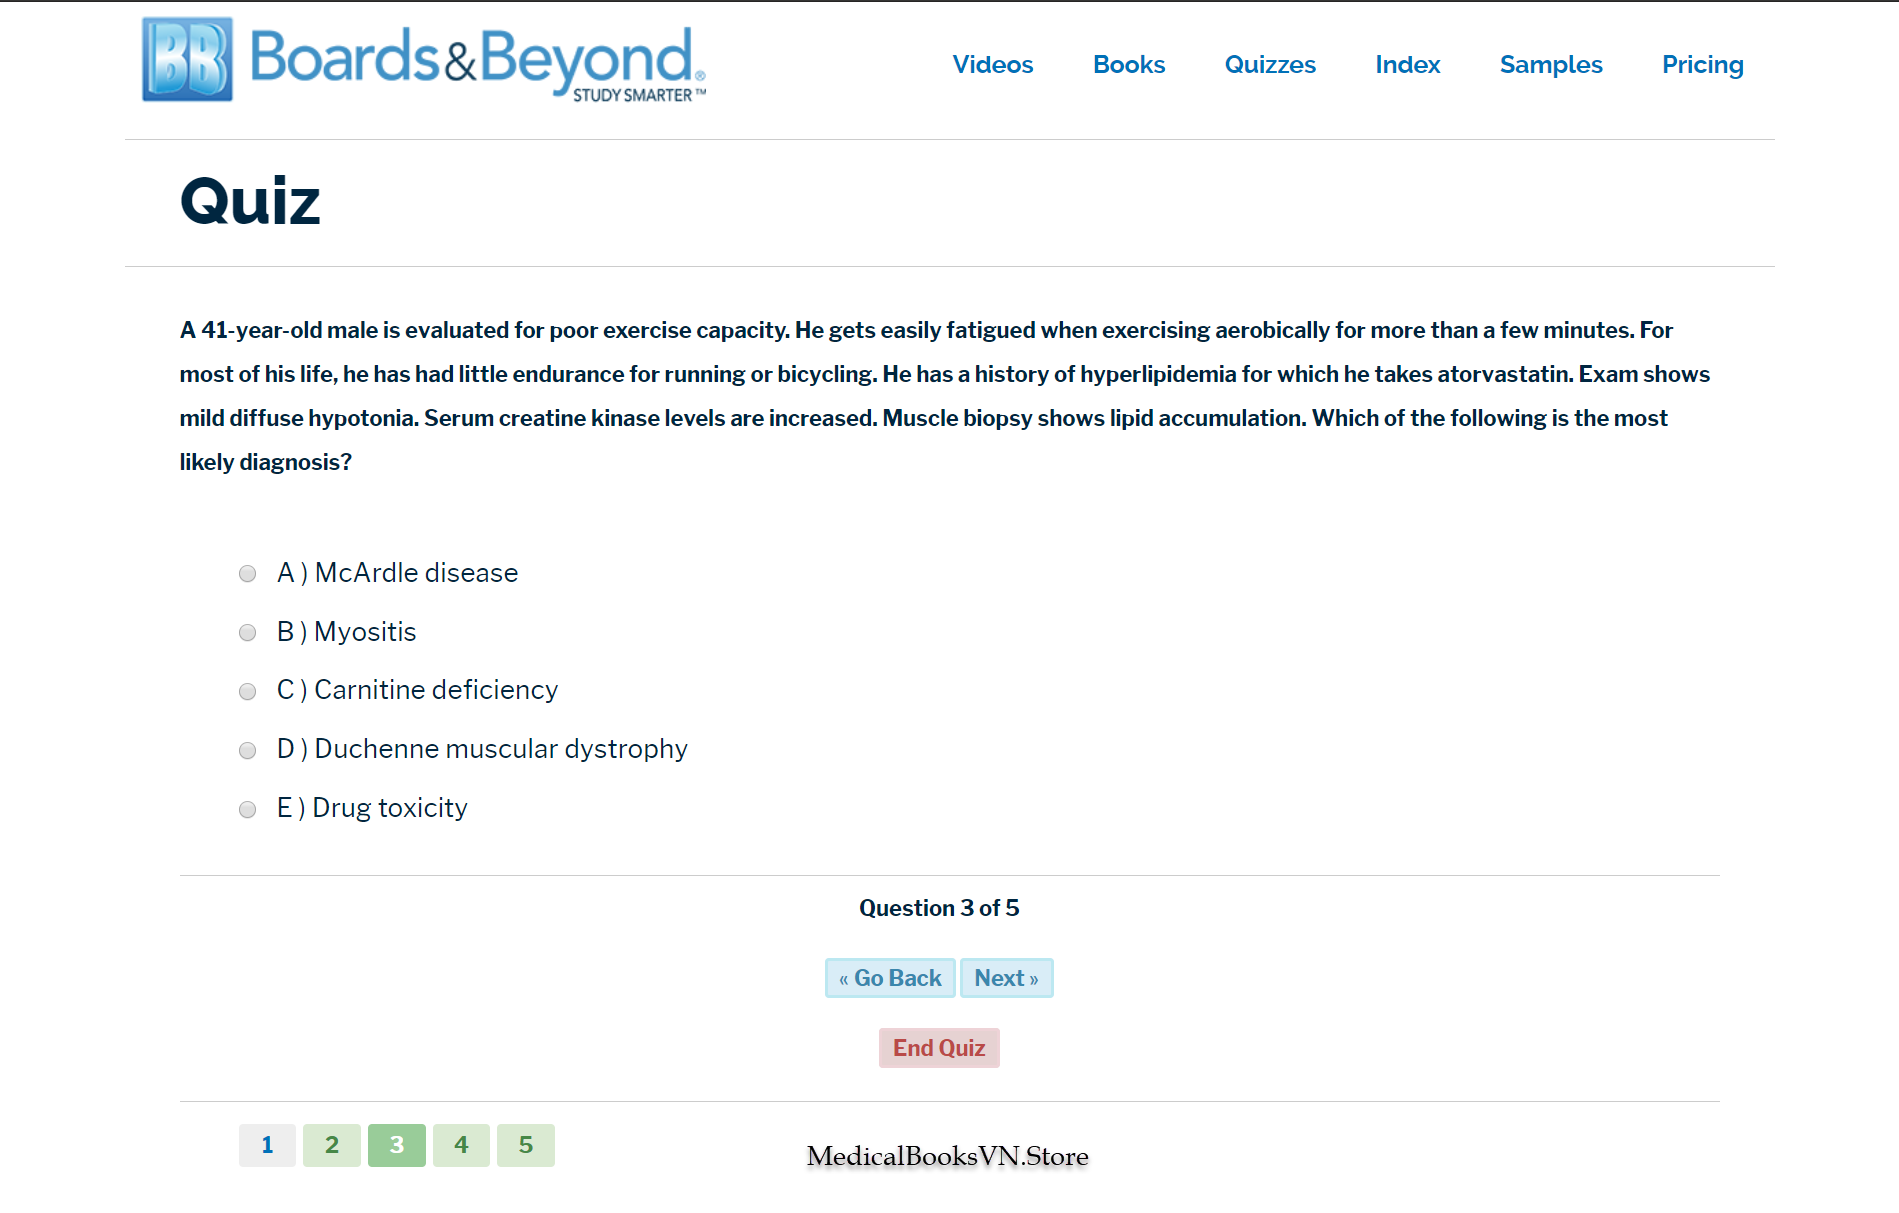 BB Boards&Beyond®
STUDY SMARTER™
Videos Books Quizzes Index Samples Pricing
Quiz
A 41-year-old male is evaluated for poor exercise capacity. He gets easily fatigued when exercising aerobically for more than a few minutes. For
most of his life, he has had little endurance for running or bicycling. He has a history of hyperlipidemia for which he takes atorvastatin. Exam shows
mild diffuse hypotonia. Serum creatine kinase levels are increased. Muscle biopsy shows lipid accumulation. Which of the following is the most
likely diagnosis?
A ) McArdle disease
B ) Myositis
C ) Carnitine deficiency
D ) Duchenne muscular dystrophy
E ) Drug toxicity
Question 3 of 5
« Go Back Next »
End Quiz
1 2 3 4 5
MedicalBooksVN.Store